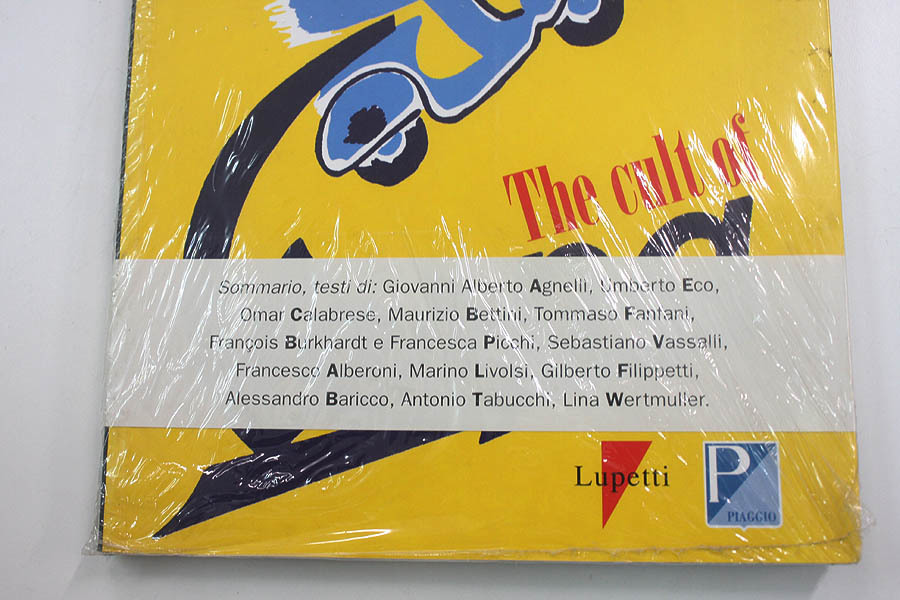 The cult of
Sommario, testi di: Giovanni Alberto Agnelli, Umberto Eco,
Omar Calabrese, Maurizio Bettini, Tommaso Fanfani,
François Burkhardt e Francesca Picchi, Sebastiano Vassalli,
Francesco Alberoni, Marino Livolsi, Gilberto Filippetti,
Alessandro Baricco, Antonio Tabucchi, Lina Wertmuller.
Lupetti
P
PIAGGIO